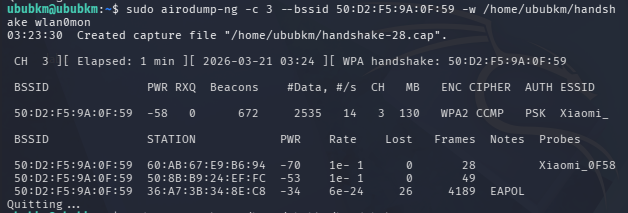 ububkm@ububkm:~$ sudo airodump-ng -c 3 --bssid 50:D2:F5:9A:0F:59 -w /home/ububkm/handsh
ake wlan0mon
03:23:30  Created capture file "/home/ububkm/handshake-28.cap".
CH  3 ][ Elapsed: 1 min ][ 2026-03-21 03:24 ][ WPA handshake: 50:D2:F5:9A:0F:59
BSSID              PWR RXQ  Beacons    #Data, #/s  CH   MB   ENC CIPHER  AUTH ESSID
50:D2:F5:9A:0F:59  -58   0      672     2535   14   3  130   WPA2 CCMP   PSK  Xiaomi_
BSSID              STATION            PWR    Rate    Lost   Frames  Notes  Probes
50:D2:F5:9A:0F:59  60:AB:67:E9:B6:94  -70    1e- 1      0       28         Xiaomi_0F58
50:D2:F5:9A:0F:59  50:8B:B9:24:EF:FC  -53    1e- 1      0       49
50:D2:F5:9A:0F:59  36:A7:3B:34:8E:C8  -34    6e-24     26     4189  EAPOL
Quitting...